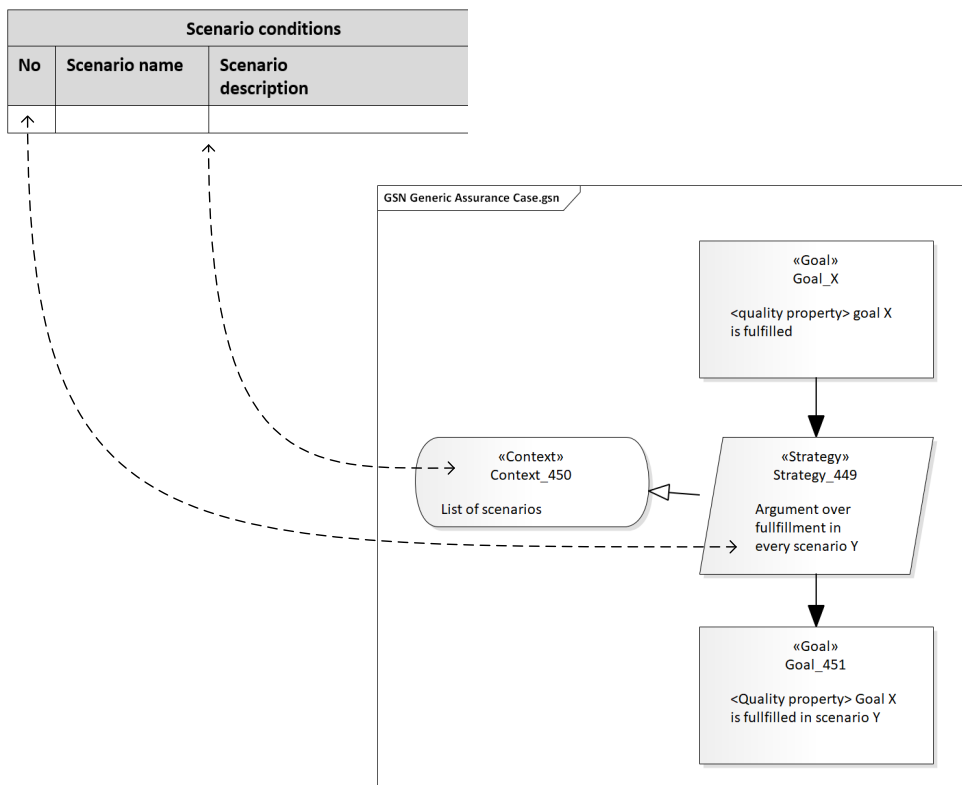 Scenario conditions
No
Scenario name
Scenario
description
GSN Generic Assurance Case.gsn
«Goal»
Goal_X
<quality property> goal X
is fulfilled
«Context»
Context_450
List of scenarios
«Strategy»
Strategy_449
Argument over
fullfillment in
every scenario Y
«Goal»
Goal_451
<Quality property> Goal X
is fullfilled in scenario Y